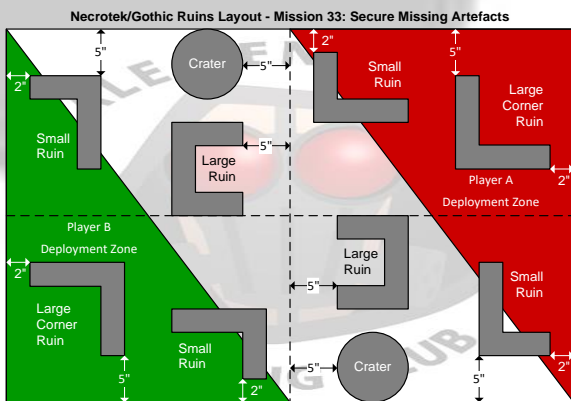 Necrotek/Gothic Ruins Layout - Mission 33: Secure Missing Artefacts
5"
Crater
5"
2"
Small
Ruin
5"
Large
Corner
Ruin
2"
Small
Ruin
Large
Ruin
5"
Player A
Deployment Zone
2"
Player B
Deployment Zone
2"
Large
Corner
Ruin
Small
Ruin
5"
2"
Large
Ruin
5"
Small
Ruin
5"
Crater
2"
5"